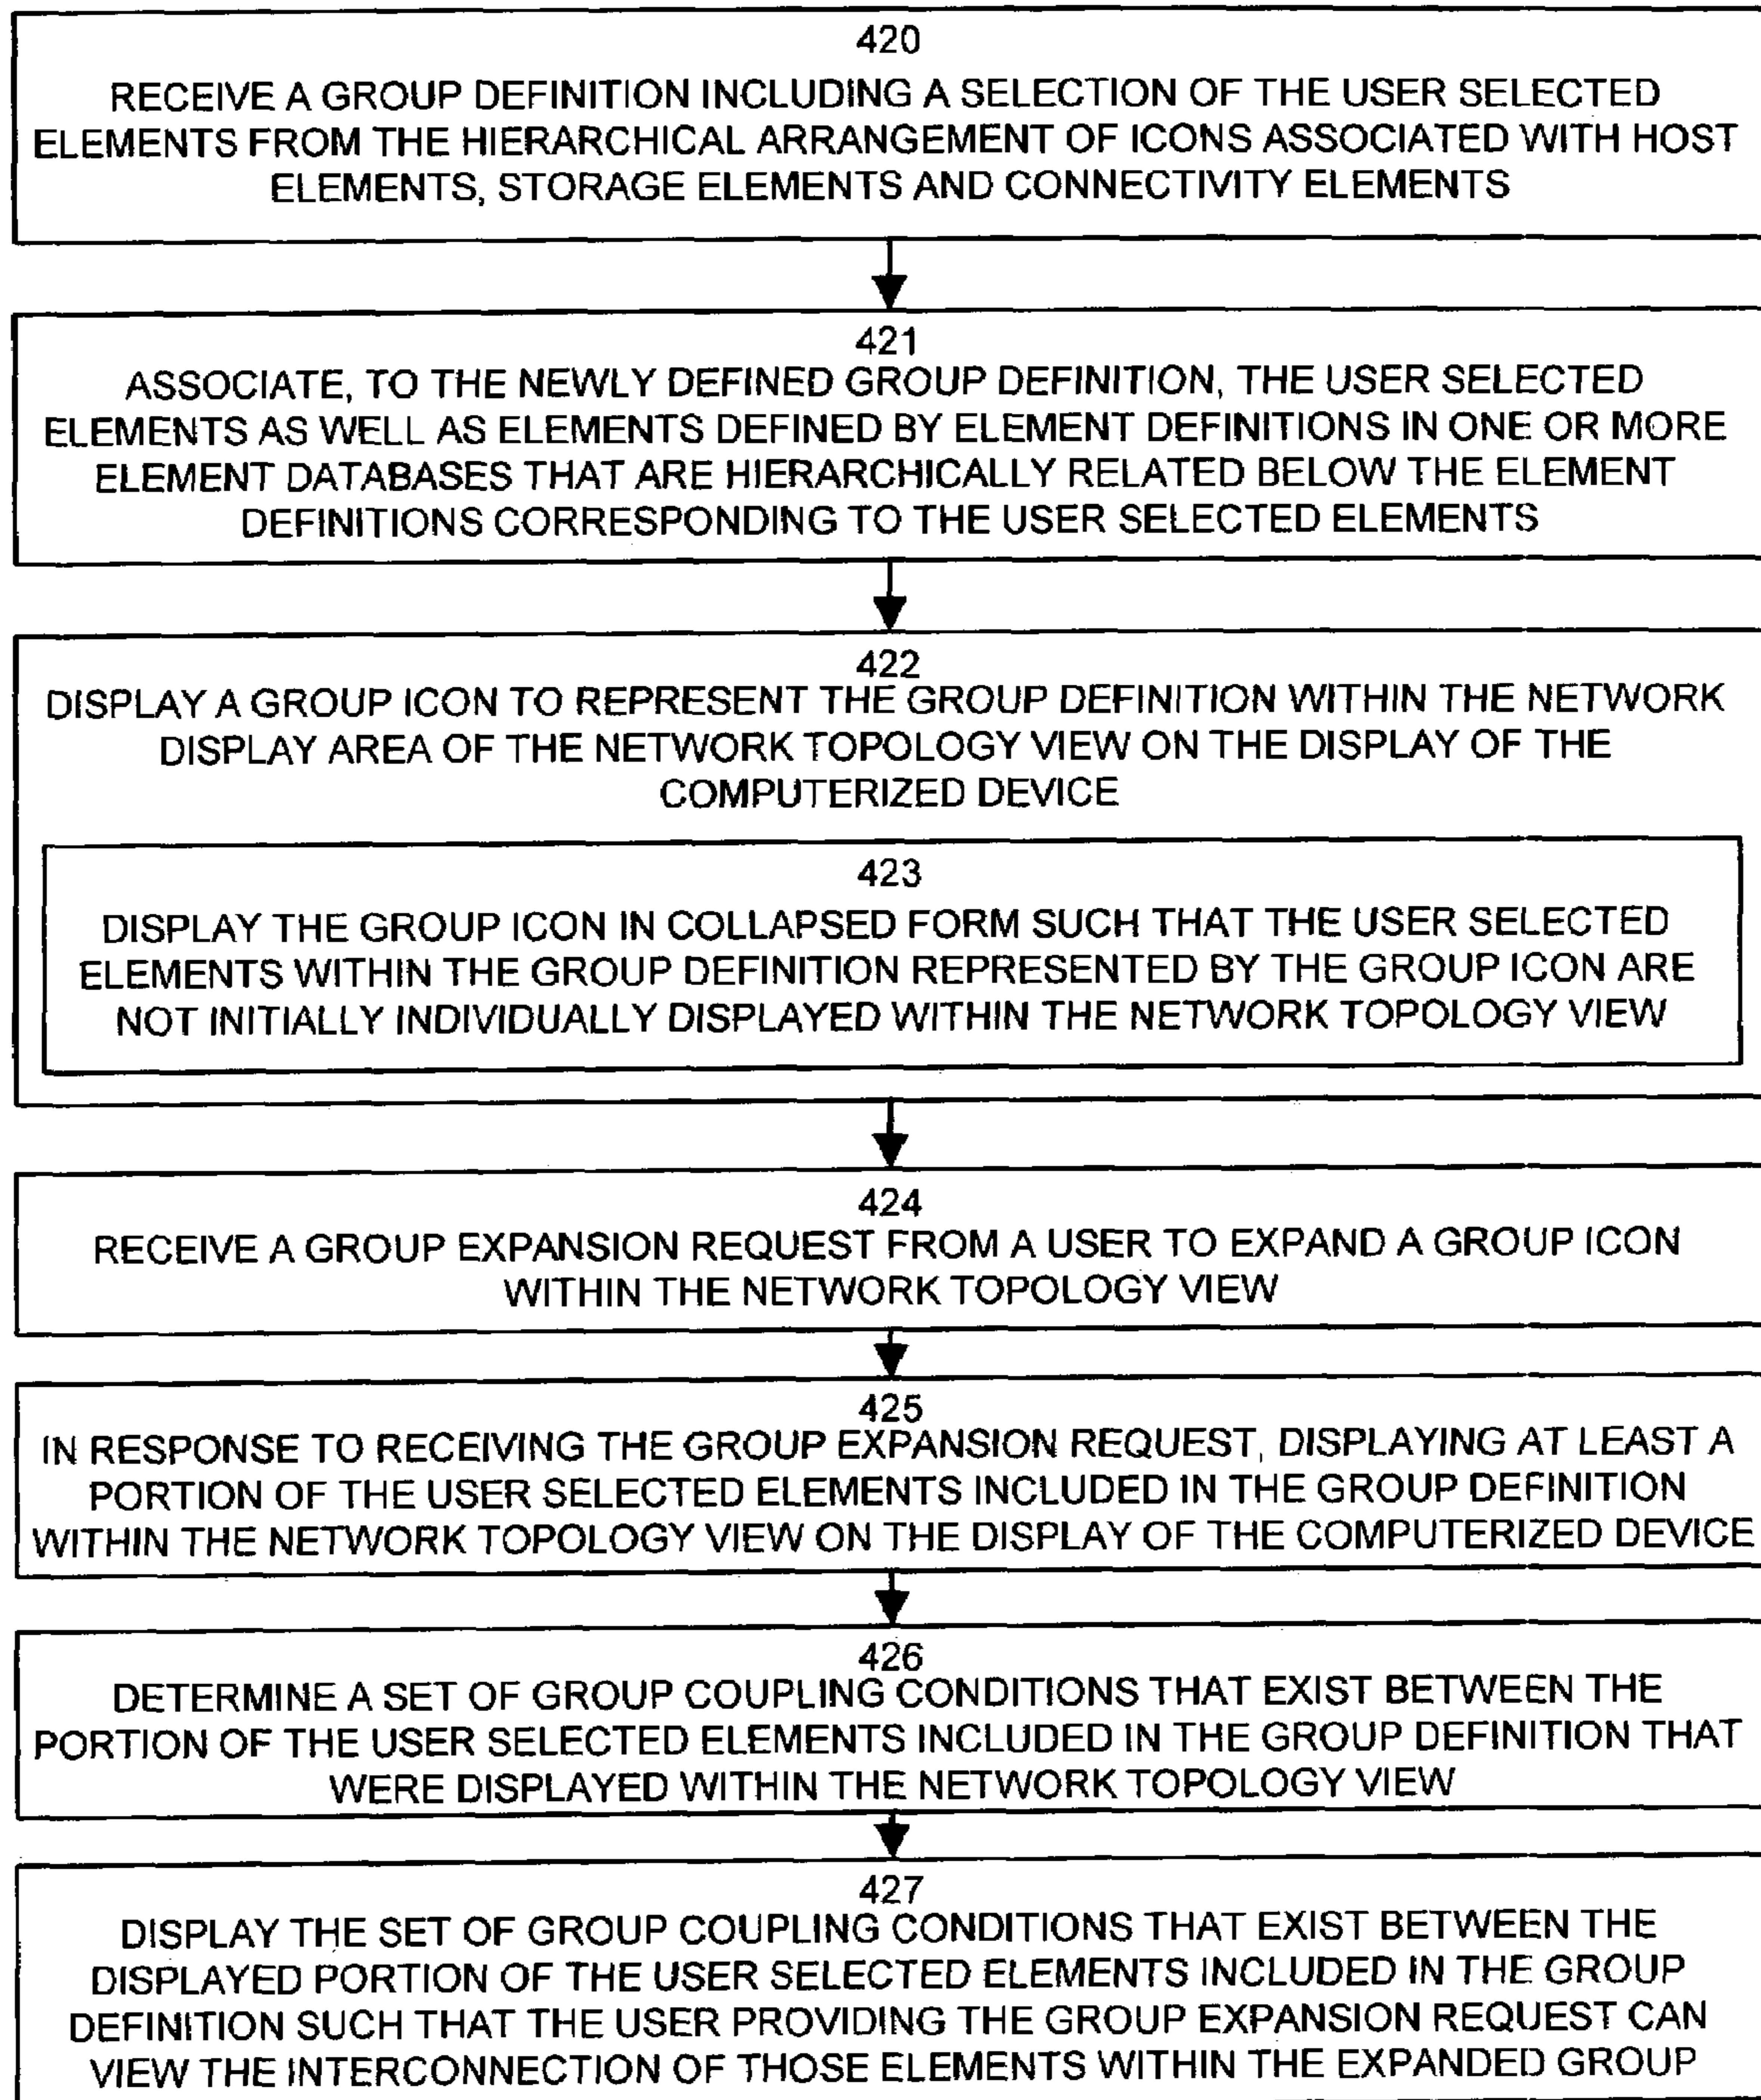 420
RECEIVE A GROUP DEFINITION INCLUDING A SELECTION OF THE USER SELECTED
ELEMENTS FROM THE HIERARCHICAL ARRANGEMENT OF ICONS ASSOCIATED WITH HOST
ELEMENTS, STORAGE ELEMENTS AND CONNECTIVITY ELEMENTS
421
ASSOCIATE, TO THE NEWLY DEFINED GROUP DEFINITION, THE USER SELECTED
ELEMENTS AS WELL AS ELEMENTS DEFINED BY ELEMENT DEFINITIONS IN ONE OR MORE
ELEMENT DATABASES THAT ARE HIERARCHICALLY RELATED BELOW THE ELEMENT
DEFINITIONS CORRESPONDING TO THE USER SELECTED ELEMENTS
422
DISPLAY A GROUP ICON TO REPRESENT THE GROUP DEFINITION WITHIN THE NETWORK
DISPLAY AREA OF THE NETWORK TOPOLOGY VIEW ON THE DISPLAY OF THE
COMPUTERIZED DEVICE
423
DISPLAY THE GROUP ICON IN COLLAPSED FORM SUCH THAT THE USER SELECTED
ELEMENTS WITHIN THE GROUP DEFINITION REPRESENTED BY THE GROUP ICON ARE
NOT INITIALLY INDIVIDUALLY DISPLAYED WITHIN THE NETWORK TOPOLOGY VIEW
424
RECEIVE A GROUP EXPANSION REQUEST FROM A USER TO EXPAND A GROUP ICON
WITHIN THE NETWORK TOPOLOGY VIEW
425
IN RESPONSE TO RECEIVING THE GROUP EXPANSION REQUEST, DISPLAYING AT LEAST A
PORTION OF THE USER SELECTED ELEMENTS INCLUDED IN THE GROUP DEFINITION
WITHIN THE NETWORK TOPOLOGY VIEW ON THE DISPLAY OF THE COMPUTERIZED DEVICE
426
DETERMINE A SET OF GROUP COUPLING CONDITIONS THAT EXIST BETWEEN THE
PORTION OF THE USER SELECTED ELEMENTS INCLUDED IN THE GROUP DEFINITION THAT
WERE DISPLAYED WITHIN THE NETWORK TOPOLOGY VIEW
427
DISPLAY THE SET OF GROUP COUPLING CONDITIONS THAT EXIST BETWEEN THE
DISPLAYED PORTION OF THE USER SELECTED ELEMENTS INCLUDED IN THE GROUP
DEFINITION SUCH THAT THE USER PROVIDING THE GROUP EXPANSION REQUEST CAN
VIEW THE INTERCONNECTION OF THOSE ELEMENTS WITHIN THE EXPANDED GROUP